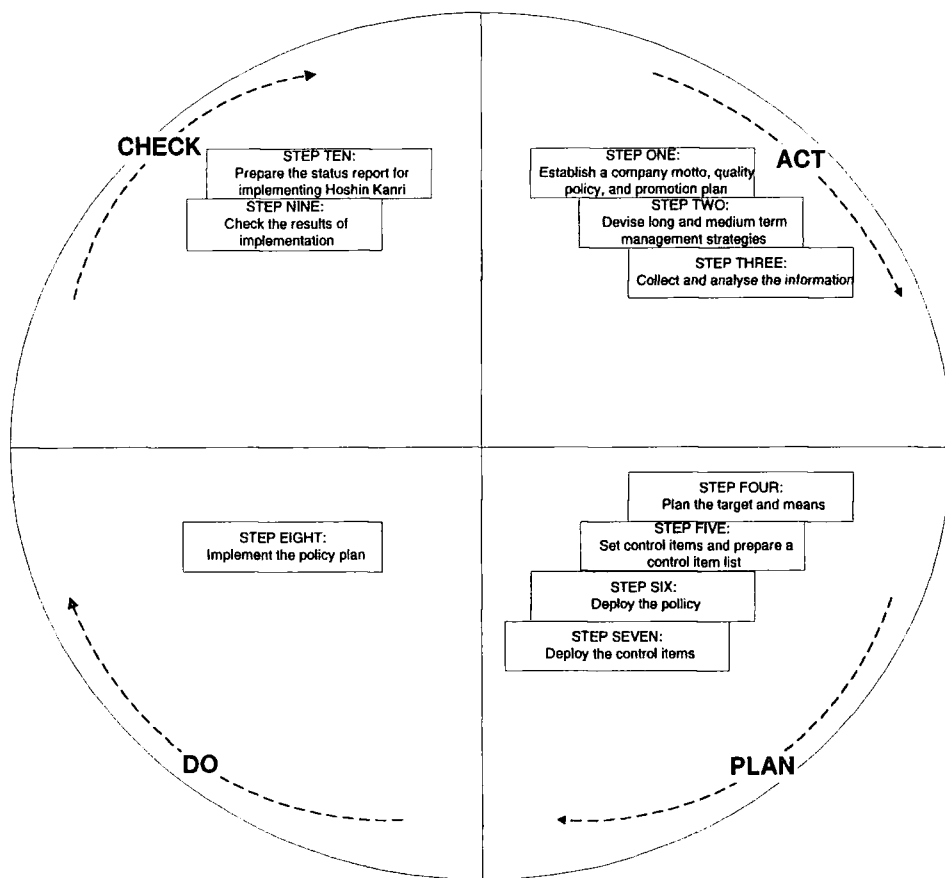 CHECK
STEP TEN:
Prepare the status report for
implementing Hoshin Kanri
STEP NINE:
Check the results of
implementation
ACT
STEP ONE:
Establish a company motto, quality
policy, and promotion plan
STEP TWO:
Devise long and medium term
management strategies
STEP THREE:
Collect and analyse the information
STEP FOUR:
Plan the target and means
STEP FIVE:
Set control items and prepare a
control item list
STEP SIX:
Deploy the pollicy
STEP SEVEN:
Deploy the control items
PLAN
STEP EIGHT:
Implement the policy plan
DO